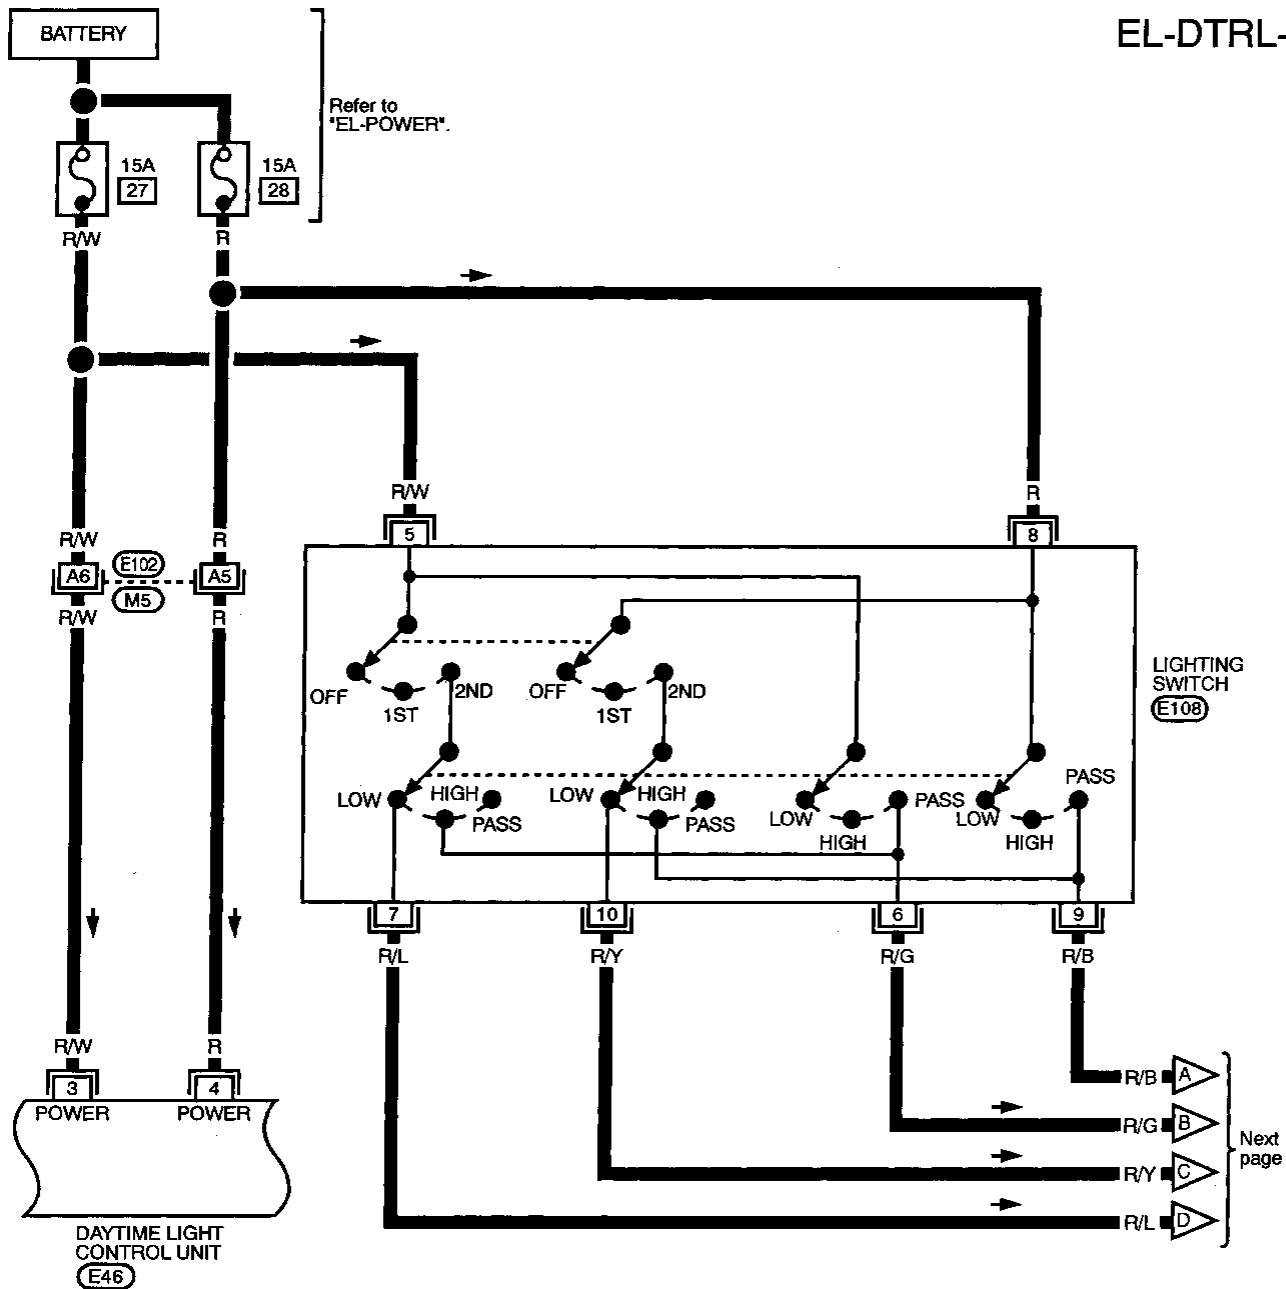 EL-DTRL-
BATTERY
Refer to
"EL-POWER".
15A
27
15A
28
R/W
R
R/W
R
5
8
R/W
R
A6
E102
M5
A5
R/W
R
OFF
1ST
2ND
OFF
1ST
2ND
LIGHTING
SWITCH
E108
LOW
HIGH
PASS
LOW
HIGH
PASS
LOW
HIGH
PASS
LOW
HIGH
PASS
7
10
6
9
R/L
R/Y
R/G
R/B
R/W
R
3
4
POWER
POWER
DAYTIME LIGHT
CONTROL UNIT
E46
R/B
A
R/G
B
R/Y
C
R/L
D
Next
page